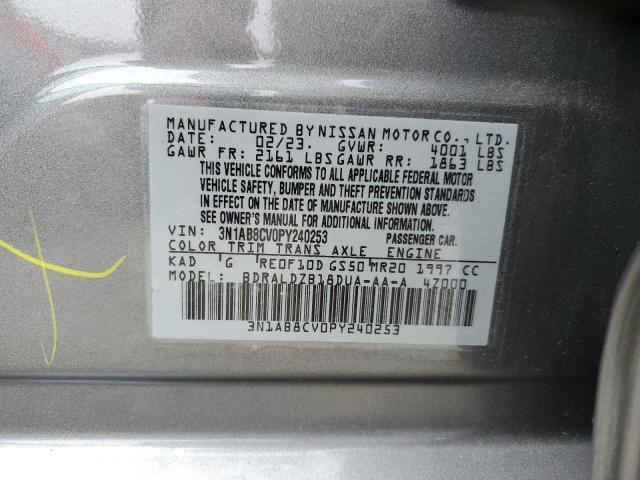 MANUFACTURED BY NISSAN MOTOR CO., LTD.
DATE: 02/23. GVWR: 4001 LBS
GAWR FR: 2161 LBS GAWR RR: 1863 LBS
THIS VEHICLE CONFORMS TO ALL APPLICABLE FEDERAL MOTOR
VEHICLE SAFETY, BUMPER AND THEFT PREVENTION STANDARDS
IN EFFECT ON THE DATE OF MANUFACTURE SHOWN ABOVE.
SEE OWNER'S MANUAL FOR ADDITIONAL INFORMATION.
VIN: 3N1AB8CV0PY240253 PASSENGER CAR.
COLOR TRIM TRANS AXLE ENGINE
KAD G RE0F10D GS50 MR20 1997 CC
MODEL: BDRALDZB18DUA-AA-A 47000
3N1AB8CV0PY240253